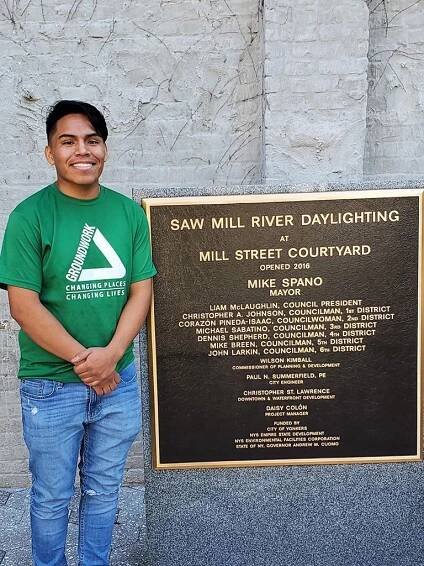 GROUNDWORK
CHANGING PLACES
CHANGING LIVES
SAW MILL RIVER DAYLIGHTING
AT
MILL STREET COURTYARD
OPENED 2016
MIKE SPANO
MAYOR
LIAM MCLAUGHLIN, COUNCIL PRESIDENT
CHRISTOPHER A. JOHNSON, COUNCILMAN, 1ST DISTRICT
CORAZÓN PINEDA-ISAAC, COUNCILWOMAN, 2ND DISTRICT
MICHAEL SABATINO, COUNCILMAN, 3RD DISTRICT
DENNIS SHEPHERD, COUNCILMAN, 4TH DISTRICT
MIKE BREEN, COUNCILMAN, 5TH DISTRICT
JOHN LARKIN, COUNCILMAN, 6TH DISTRICT
WILSON KIMBALL
COMMISSIONER OF PLANNING & DEVELOPMENT
PAUL N. SUMMERFIELD, PE
CITY ENGINEER
CHRISTOPHER ST. LAWRENCE
DOWNTOWN & WATERFRONT DEVELOPMENT
DAISY COLÓN
PROJECT MANAGER
FUNDED BY
CITY OF YONKERS
NYS EMPIRE STATE DEVELOPMENT
NYS ENVIRONMENTAL FACILITIES CORPORATION
STATE OF NY, GOVERNOR ANDREW M. CUOMO